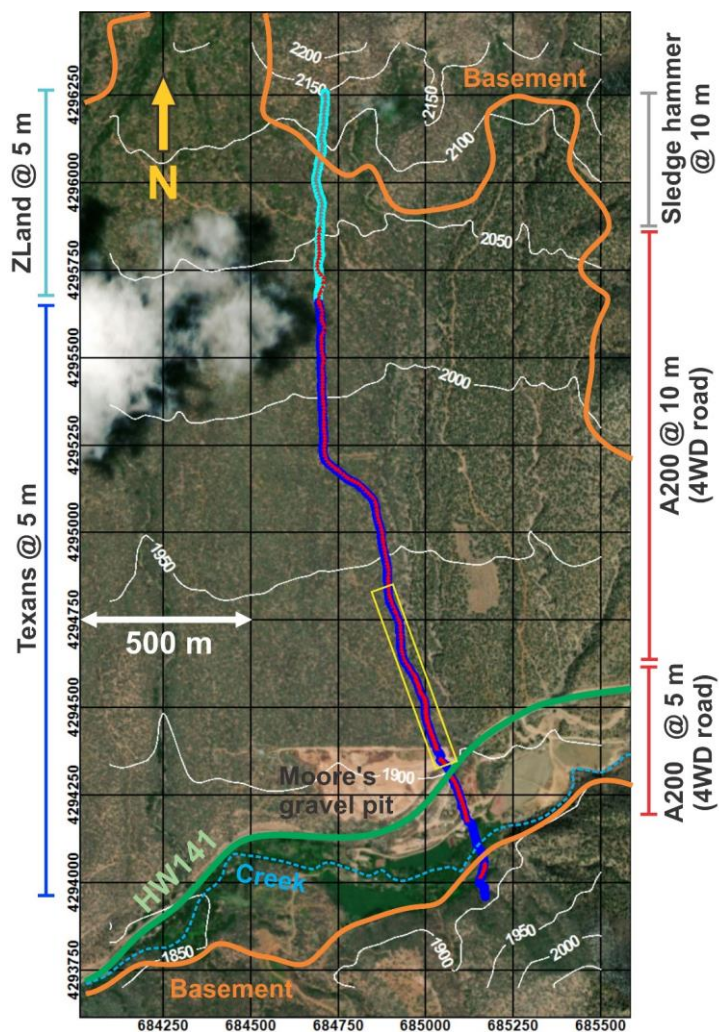 2200
2150
2150
Basement
2100
N
2050
2000
1950
500 m
1900
Moore's
gravel pit
HW141
Creek
1850
1900
1950
2000
Basement
ZLand @ 5 m
Texans @ 5 m
4296250
4296000
4295750
4295500
4295250
4295000
4294750
4294500
4294250
4294000
4293750
684250 684500 684750 685000 685250 685500
Sledge hammer
@ 10 m
A200 @ 10 m
(4WD road)
A200 @ 5 m
(4WD road)